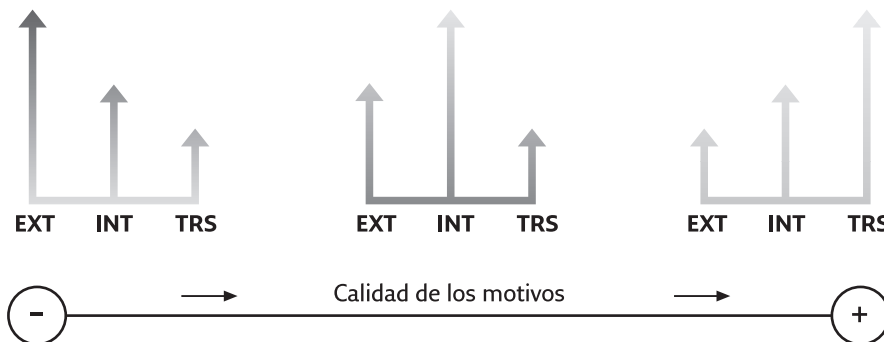 EXT INT TRS EXT INT TRS EXT INT TRS
Calidad de los motivos
- +